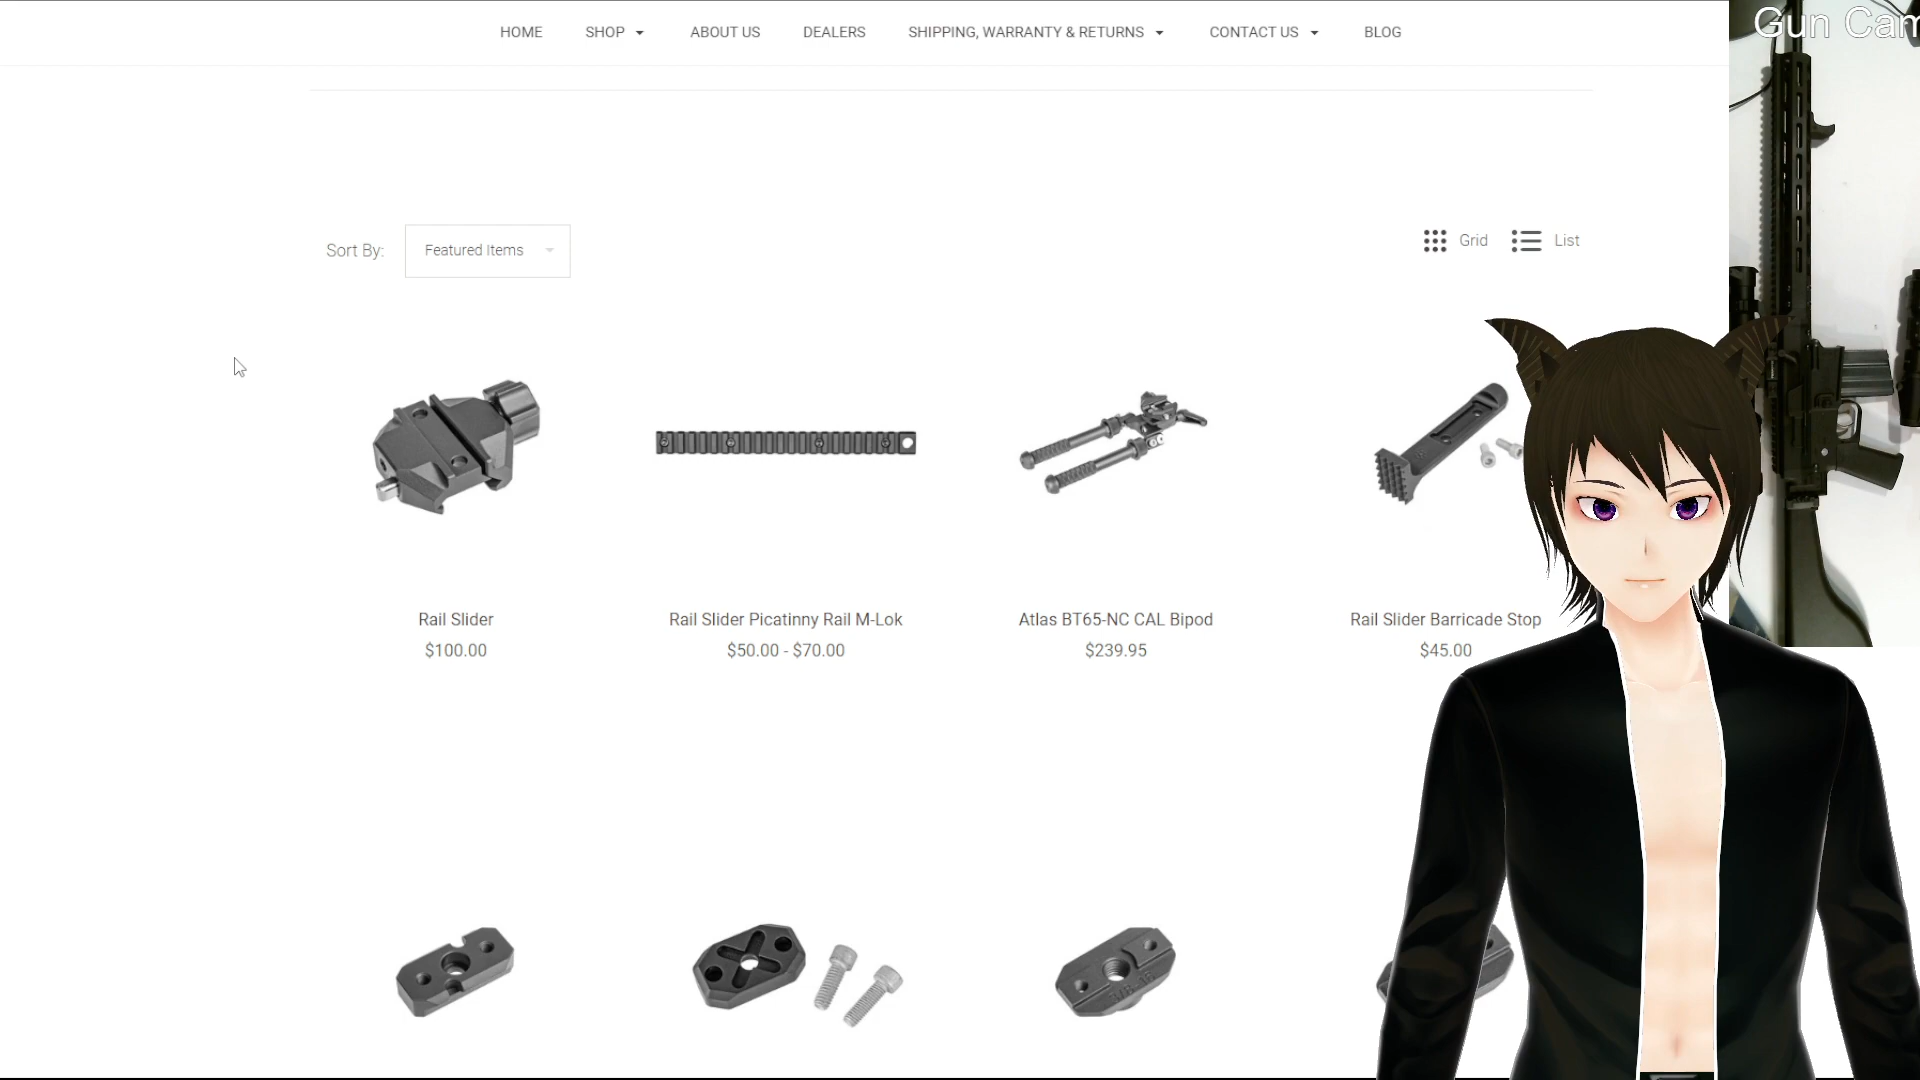 HOME SHOP ABOUT US DEALERS SHIPPING, WARRANTY & RETURNS CONTACT US BLOG
Gun Cam
Sort By: Featured Items Grid List
Rail Slider
$100.00
Rail Slider Picatinny Rail M-Lok
$50.00 - $70.00
Atlas BT65-NC CAL Bipod
$239.95
Rail Slider Barricade Stop
$45.00